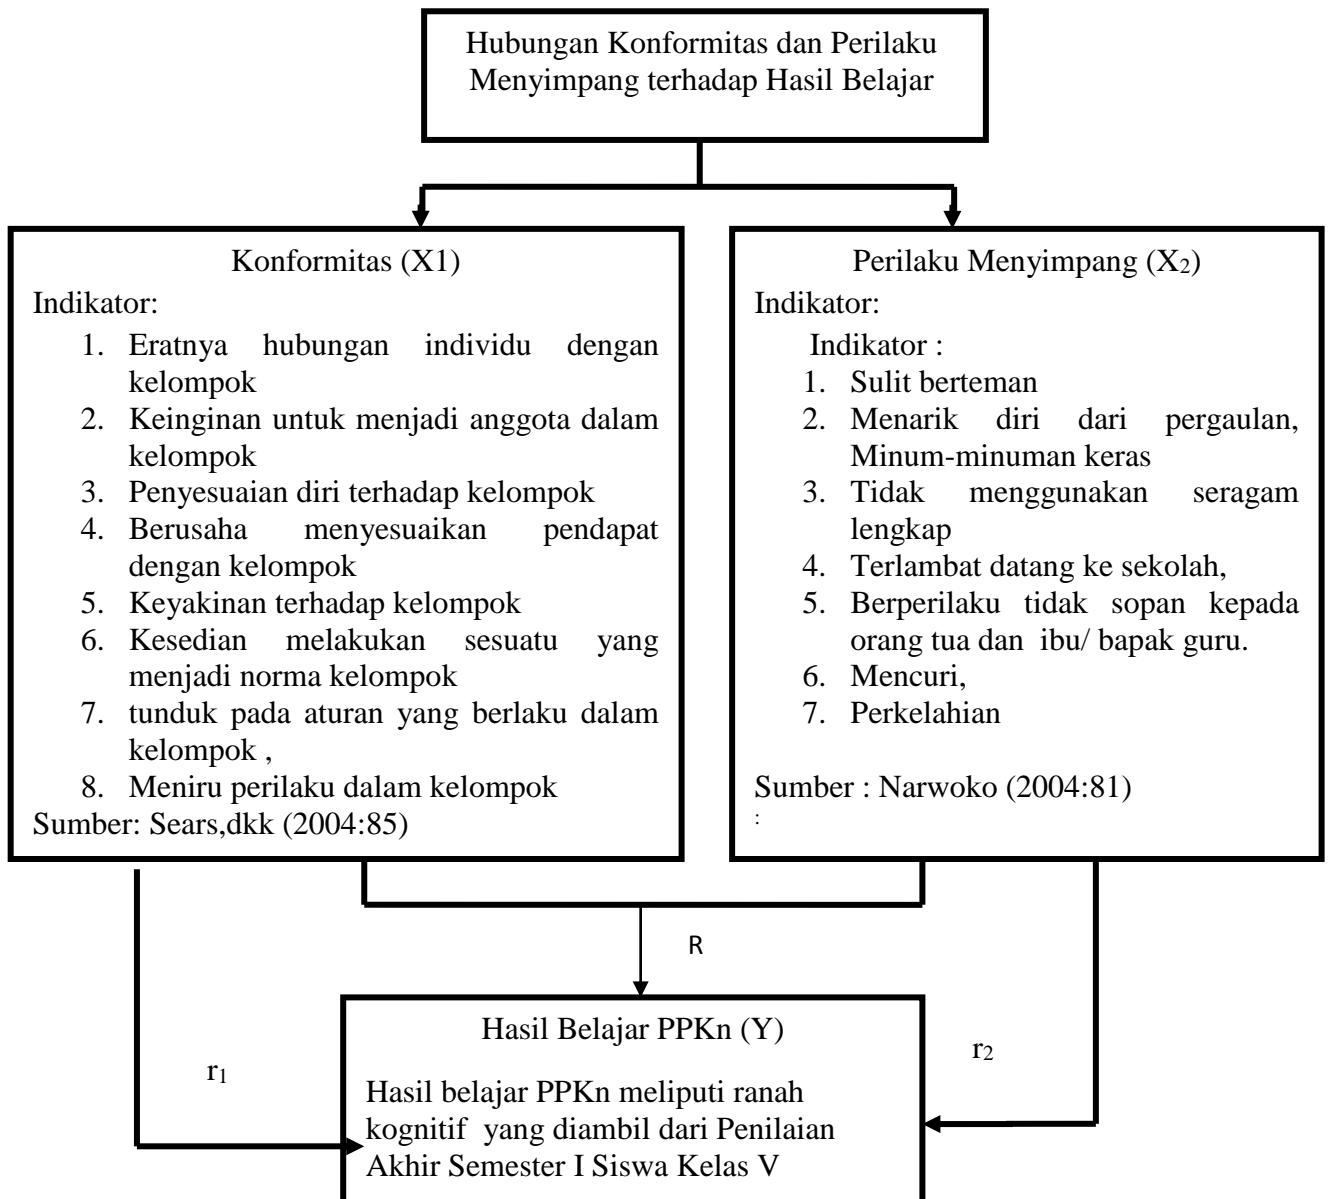 Hubungan Konformitas dan Perilaku
Menyimpang terhadap Hasil Belajar
Konformitas (X1)
Indikator:
1. Eratnya hubungan individu dengan
kelompok
2. Keinginan untuk menjadi anggota dalam
kelompok
3. Penyesuaian diri terhadap kelompok
4. Berusaha menyesuaikan pendapat
dengan kelompok
5. Keyakinan terhadap kelompok
6. Kesedian melakukan sesuatu yang
menjadi norma kelompok
7. tunduk pada aturan yang berlaku dalam
kelompok ,
8. Meniru perilaku dalam kelompok
Sumber: Sears,dkk (2004:85)
Perilaku Menyimpang (X₂)
Indikator:
Indikator :
1. Sulit berteman
2. Menarik diri dari pergaulan,
Minum-minuman keras
3. Tidak menggunakan seragam
lengkap
4. Terlambat datang ke sekolah,
5. Berperilaku tidak sopan kepada
orang tua dan ibu/ bapak guru.
6. Mencuri,
7. Perkelahian
Sumber : Narwoko (2004:81)
:
R
r₁
r₂
Hasil Belajar PPKn (Y)
Hasil belajar PPKn meliputi ranah
kognitif yang diambil dari Penilaian
Akhir Semester I Siswa Kelas V